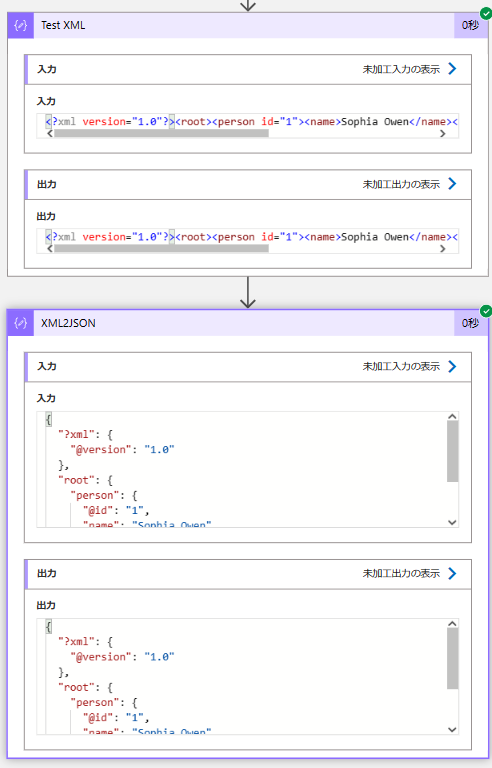 Test XML
0秒
入力
未加工入力の表示
入力
<?xml version="1.0"?><root><person id="1"><name>Sophia Owen</name><
出力
未加工出力の表示
出力
<?xml version="1.0"?><root><person id="1"><name>Sophia Owen</name><
XML2JSON
0秒
入力
未加工入力の表示
入力
{
"?xml": {
"@version": "1.0"
},
"root": {
"person": {
"@id": "1",
"name": "Sophia Owen"
出力
未加工出力の表示
出力
{
"?xml": {
"@version": "1.0"
},
"root": {
"person": {
"@id": "1",
"name": "Sophia Owen"